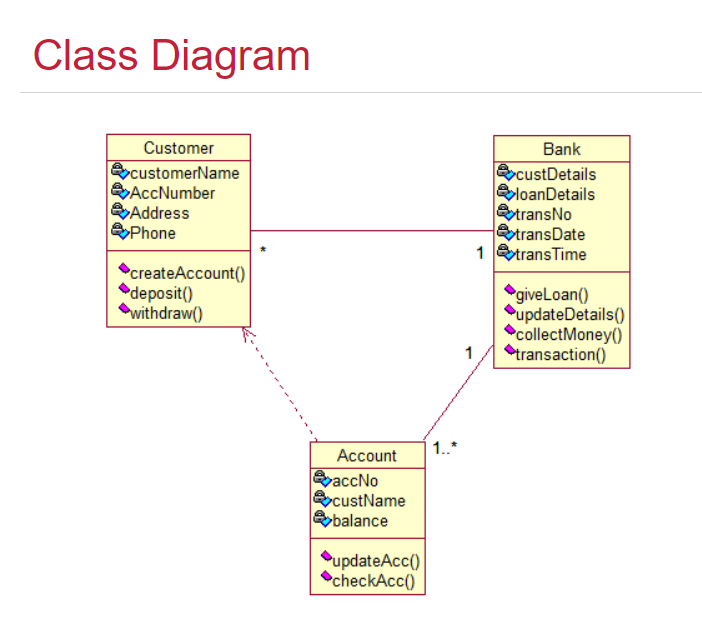 Class Diagram
Customer
customerName
AccNumber
Address
Phone
createAccount()
deposit()
withdraw()
*
1
Bank
custDetails
loanDetails
transNo
transDate
transTime
giveLoan()
updateDetails()
collectMoney()
transaction()
1
1..*
Account
accNo
custName
balance
updateAcc()
checkAcc()